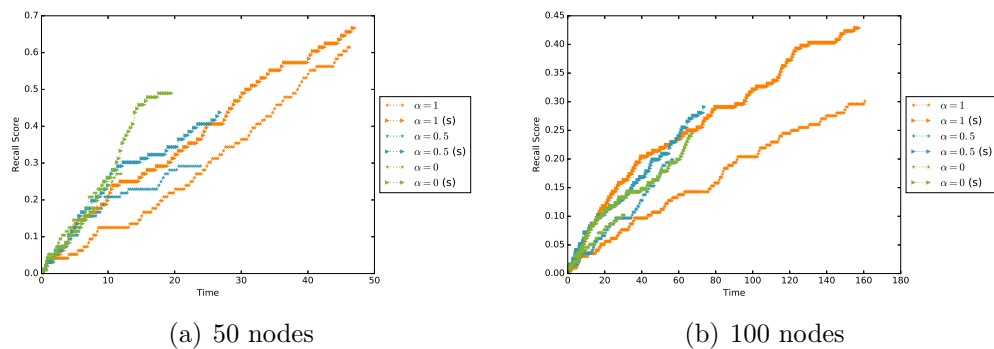 0.7
0.6
0.5
0.4
0.3
0.2
0.1
0.0
Recall Score
0 10 20 30 40 50
Time
α = 1
α = 1 (s)
α = 0.5
α = 0.5 (s)
α = 0
α = 0 (s)
(a) 50 nodes
0.45
0.40
0.35
0.30
0.25
0.20
0.15
0.10
0.05
0.00
Recall Score
0 20 40 60 80 100 120 140 160 180
Time
α = 1
α = 1 (s)
α = 0.5
α = 0.5 (s)
α = 0
α = 0 (s)
(b) 100 nodes